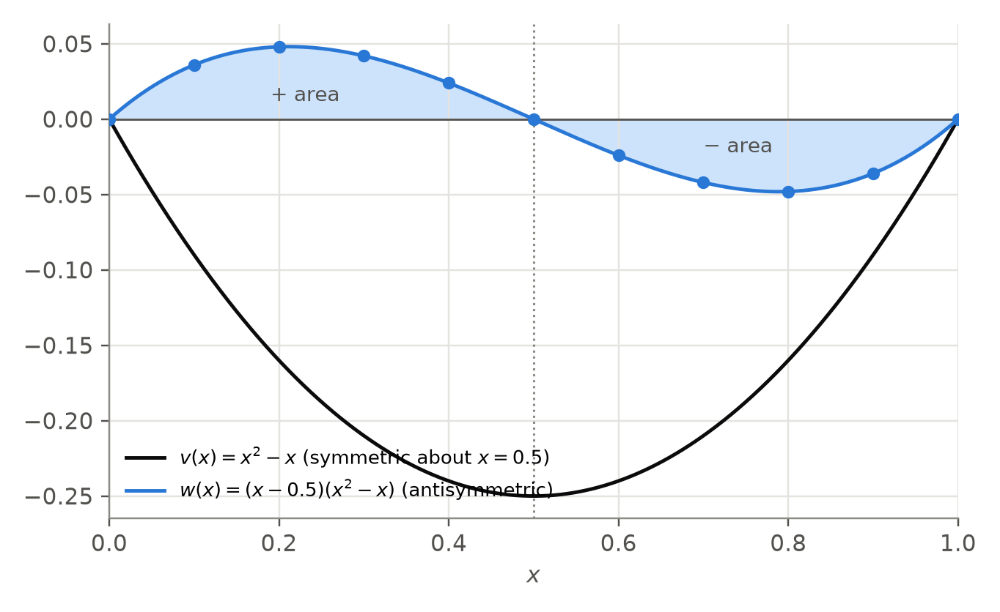 0.05
+ area
0.00
− area
−0.05
−0.10
−0.15
−0.20
v(x) = x² − x (symmetric about x = 0.5)
w(x) = (x − 0.5)(x² − x) (antisymmetric)
−0.25
0.0 0.2 0.4 0.6 0.8 1.0
x